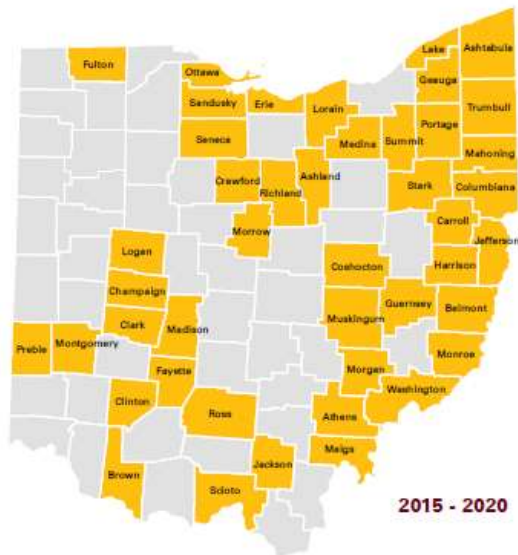 Lake
Ashtabula
Fulton
Geauga
Ottawa
Sandusky
Erie
Lorain
Trumbull
Portage
Seneca
Medina
Summit
Mahoning
Crawford
Richland
Ashland
Stark
Columbiana
Carroll
Morrow
Jefferson
Logan
Coshocton
Harrison
Champaign
Guernsey
Belmont
Clark
Madison
Muskingum
Preble
Montgomery
Monroe
Fayette
Morgan
Washington
Clinton
Ross
Athens
Meigs
Jackson
Brown
Scioto
2015 - 2020